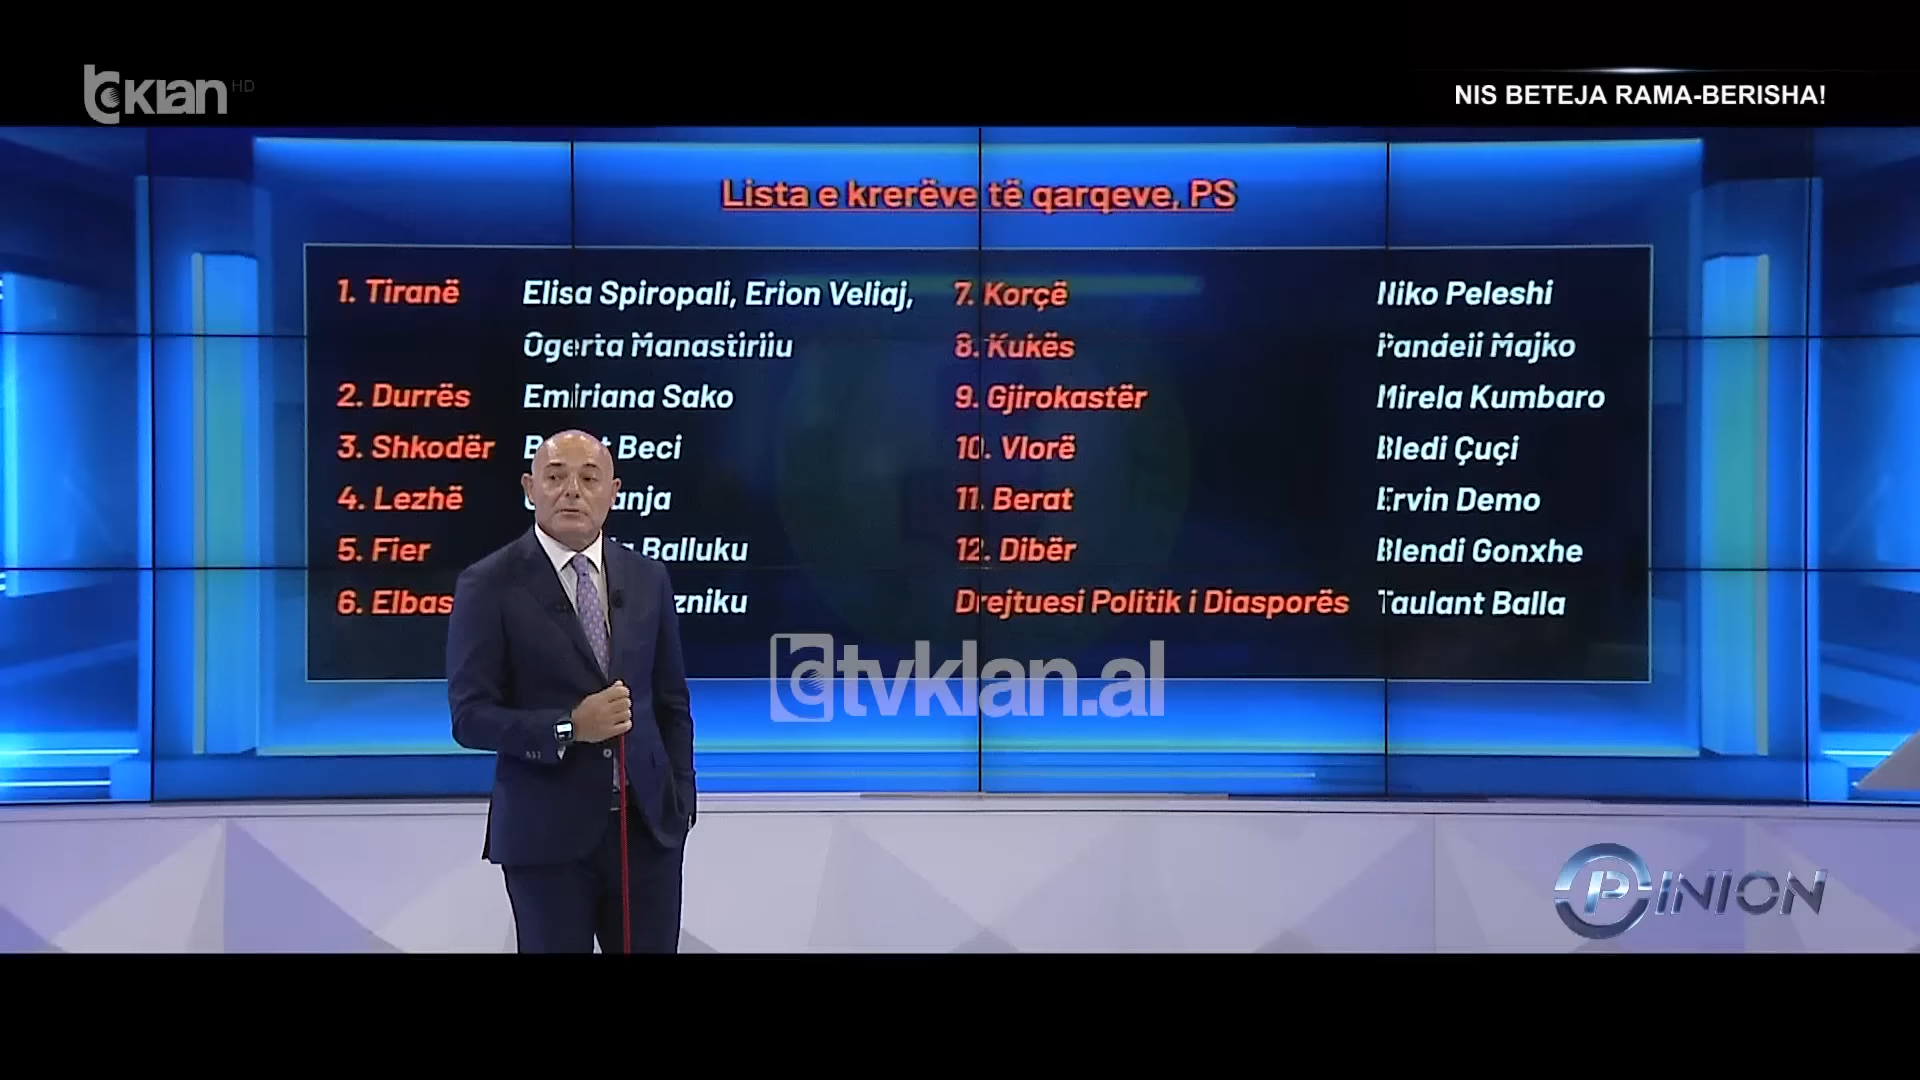 tv klan HD
NIS BETEJA RAMA-BERISHA!
Lista e krerëve të qarqeve, PS
1. Tiranë Elisa Spiropali, Erion Veliaj,
Ogerta Manastirliu
2. Durrës Emiriana Sako
3. Shkodër Beci
4. Lezhë
5. Fier Balluku
6.
7. Korçë Niko Peleshi
8. Kukës Pandeli Majko
9. Gjirokastër Mirela Kumbaro
10. Vlorë Bledi Çuçi
11. Berat Ervin Demo
12. Dibër Blendi Gonxhe
Drejtuesi Politik i Diasporës Taulant Balla
tvklan.al
OPINION